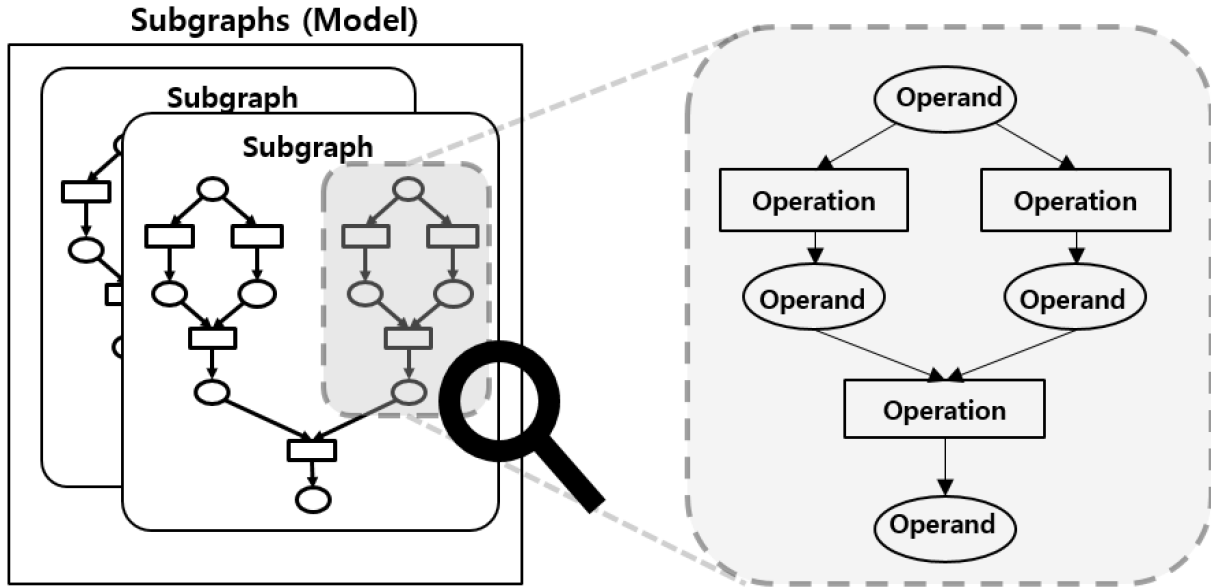 Subgraphs (Model)
Subgraph
Subgraph
Operand
Operation
Operation
Operand
Operand
Operation
Operand